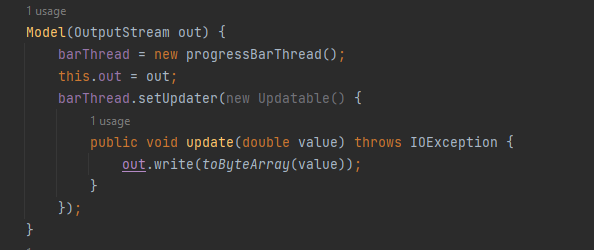 1 usage
Model(OutputStream out) {
barThread = new progressBarThread();
this.out = out;
barThread.setUpdater(new Updatable() {
1 usage
public void update(double value) throws IOException {
out.write(toByteArray(value));
}
});
}